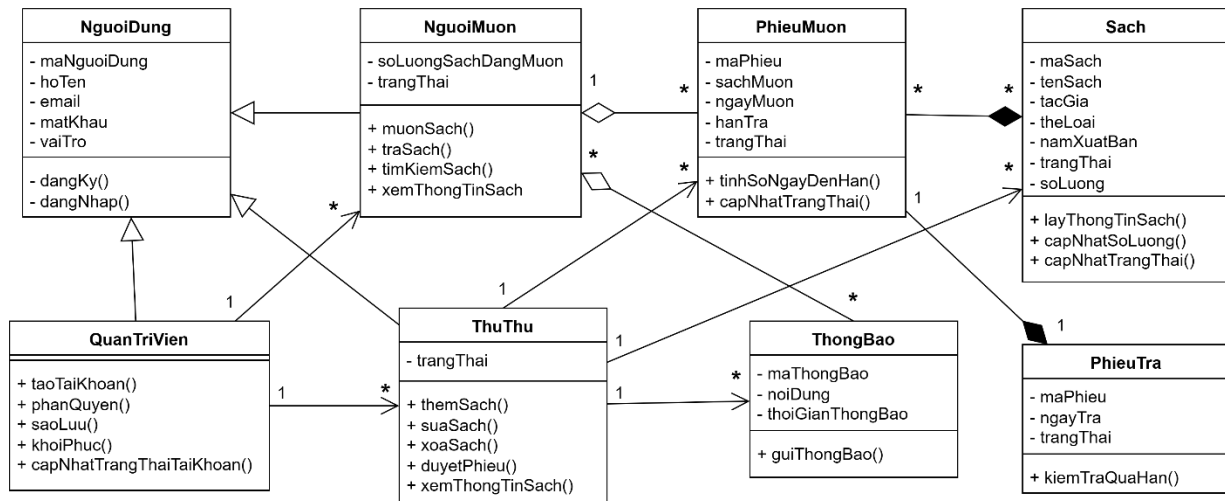 NguoiDung
- maNguoiDung
- hoTen
- email
- matKhau
- vaiTro
- dangKy()
- dangNhap()
NguoiMuon
- soLuongSachDangMuon
- trangThai
+ muonSach()
+ traSach()
+ timKiemSach()
+ xemThongTinSach
PhieuMuon
- maPhieu
- sachMuon
- ngayMuon
- hanTra
- trangThai
+ tinhSoNgayDenHan()
+ capNhatTrangThai()
Sach
- maSach
- tenSach
- tacGia
- theLoai
- namXuatBan
- trangThai
- soLuong
+ layThongTinSach()
+ capNhatSoLuong()
+ capNhatTrangThai()
1
*
*
*
*
*
*
*
1
1
1
1
*
1
QuanTriVien
+ taoTaiKhoan()
+ phanQuyen()
+ saoLuu()
+ khoiPhuc()
+ capNhatTrangThaiTaiKhoan()
1
*
ThuThu
- trangThai
+ themSach()
+ suaSach()
+ xoaSach()
+ duyetPhieu()
+ xemThongTinSach()
1
*
ThongBao
- maThongBao
- noiDung
- thoiGianThongBao
+ guiThongBao()
PhieuTra
- maPhieu
- ngayTra
- trangThai
+ kiemTraQuaHan()